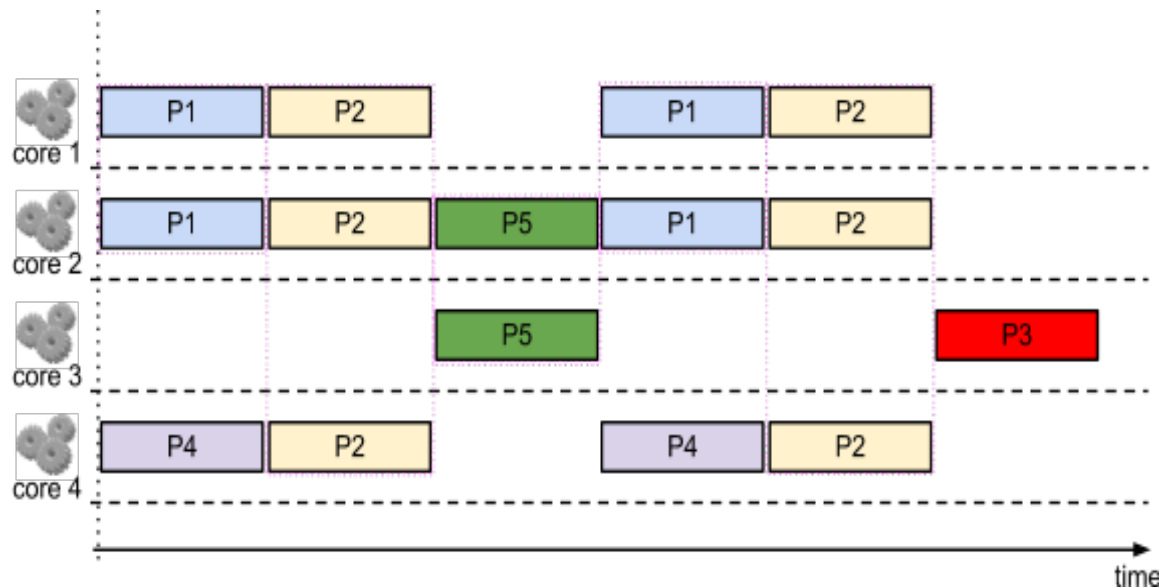 P1 P2 P1 P2
core 1
P1 P2 P5 P1 P2
core 2
P5 P3
core 3
P4 P2 P4 P2
core 4
time